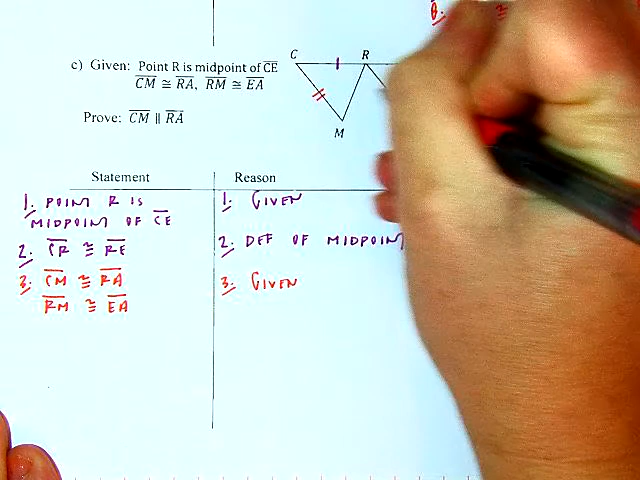 c) Given: Point R is midpoint of CE
CM ≅ RA, RM ≅ EA
Prove: CM ∥ RA
C
R
M
Statement
Reason
1. POINT R IS
MIDPOINT OF CE
1. GIVEN
2. CR ≅ RE
2. DEF OF MIDPOINT
3. CM ≅ RA
RM ≅ EA
3. GIVEN